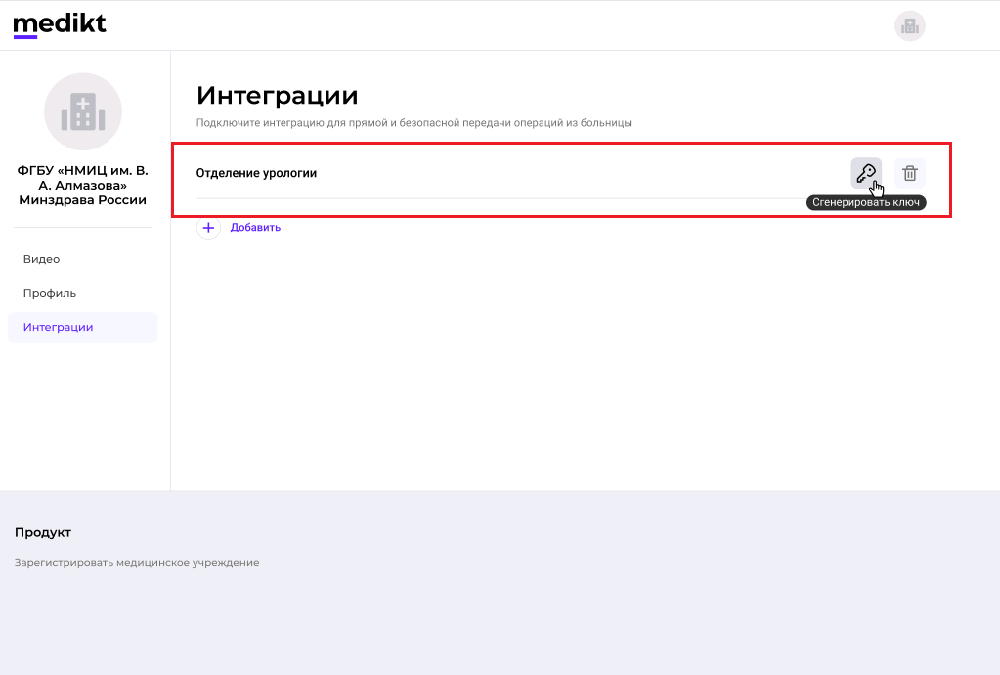 medikt
ФГБУ «НМИЦ им. В.
А. Алмазова»
Минздрава России
Видео
Профиль
Интеграции
Интеграции
Подключите интеграцию для прямой и безопасной передачи операций из больницы
Отделение урологии
Сгенерировать ключ
Добавить
Продукт
Зарегистрировать медицинское учреждение